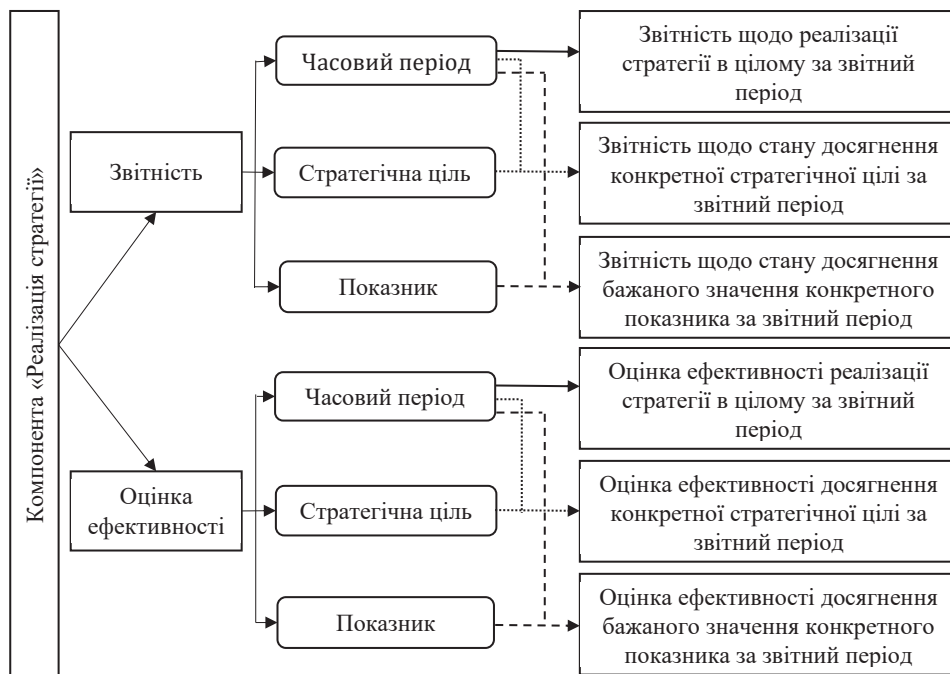 Компонента «Реалізація стратегії»
Звітність
Часовий період
Стратегічна ціль
Показник
Звітність щодо реалізації
стратегії в цілому за звітний
період
Звітність щодо стану досягнення
конкретної стратегічної цілі за
звітний період
Звітність щодо стану досягнення
бажаного значення конкретного
показника за звітний період
Оцінка
ефективності
Часовий період
Стратегічна ціль
Показник
Оцінка ефективності реалізації
стратегії в цілому за звітний
період
Оцінка ефективності досягнення
конкретної стратегічної цілі за
звітний період
Оцінка ефективності досягнення
бажаного значення конкретного
показника за звітний період